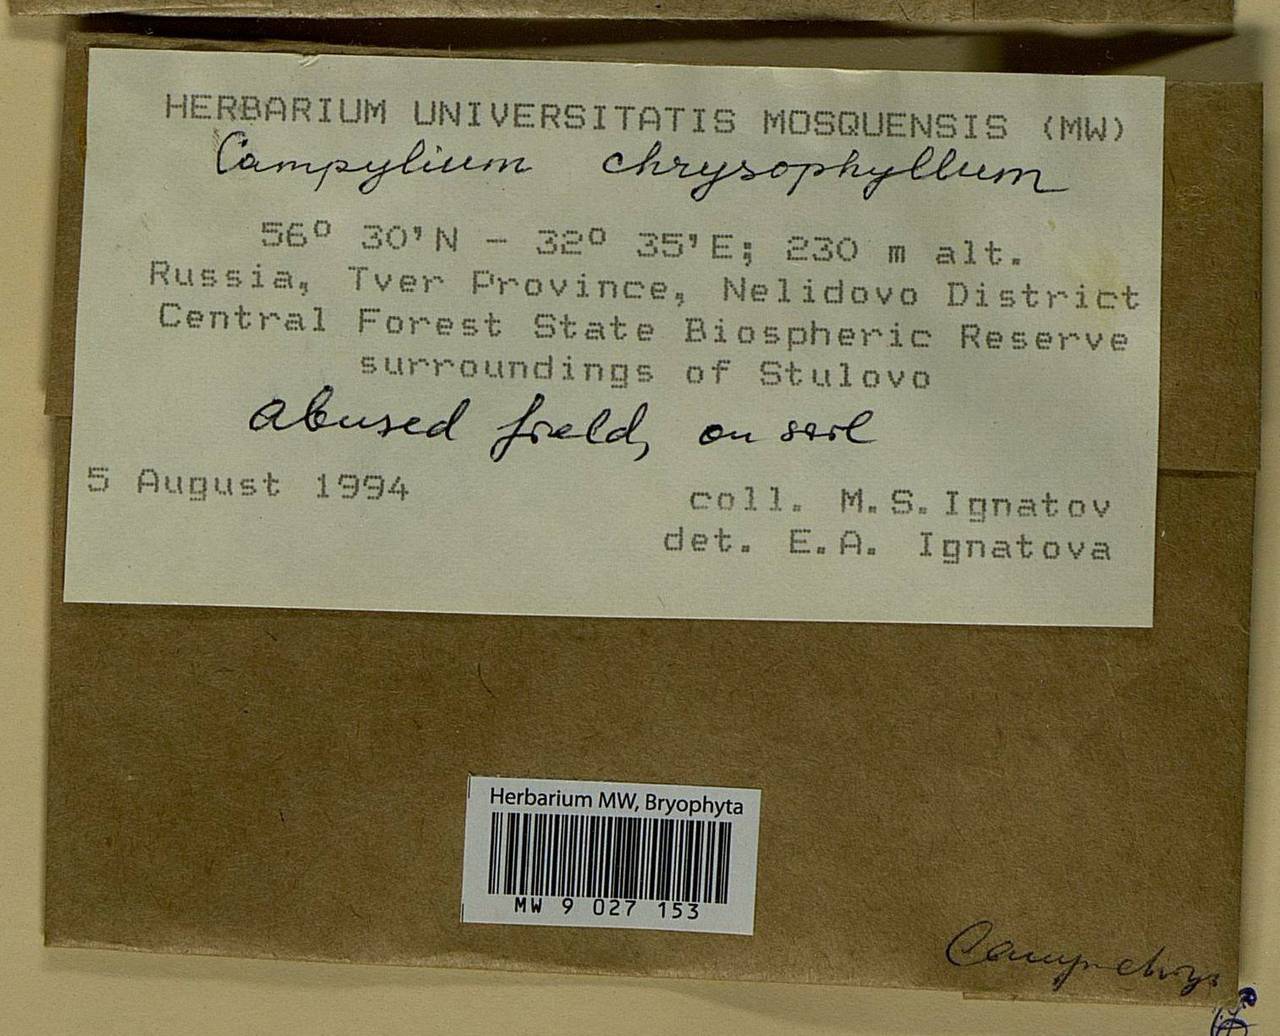 HERBARIUM UNIVERSITATIS MOSQUENSIS (MW)
Campylium chrysophyllum
56° 30'N - 32° 35'E; 230 m alt.
Russia, Tver Province, Nelidovo District
Central Forest State Biospheric Reserve
surroundings of Stulovo
abused field, on soil
5 August 1994
coll. M.S.Ignatov
det. E.A. Ignatova
Herbarium MW, Bryophyta
MW 9 027 153
Camp chrys